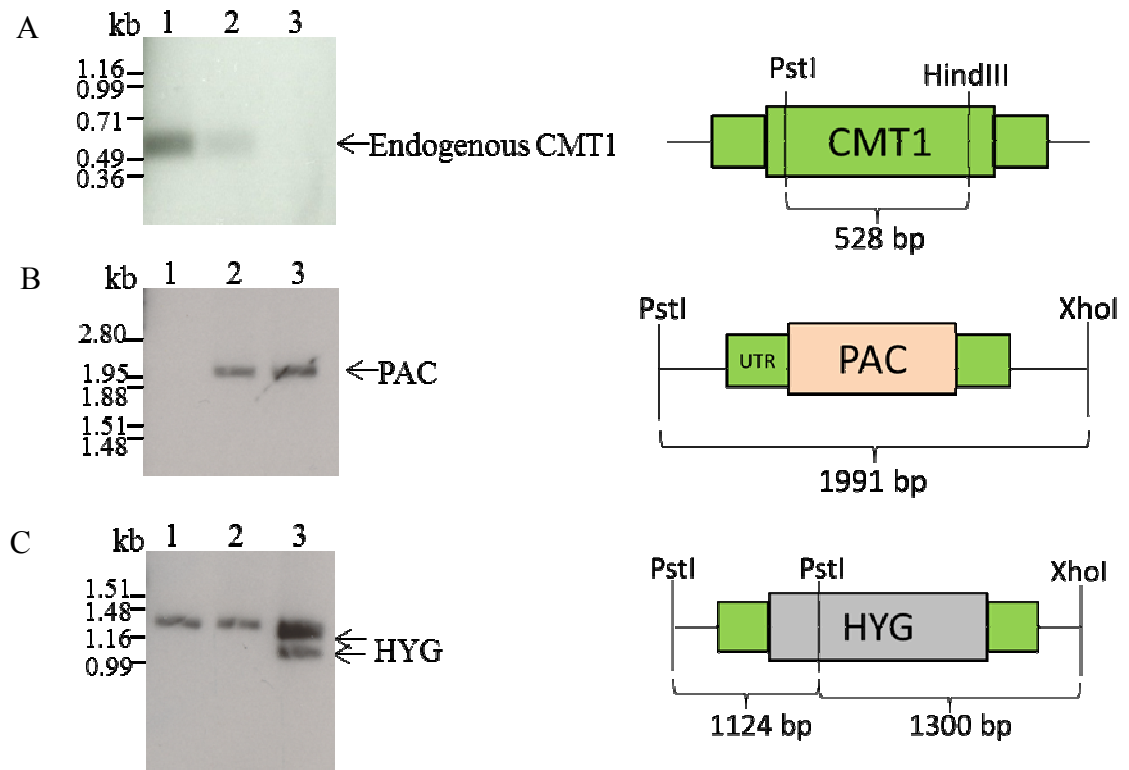 A
kb 1 2 3
1.16
0.99
0.71
0.49
0.36
Endogenous CMT1
PstI HindIII
CMT1
528 bp
B
kb 1 2 3
2.80
1.95
1.88
1.51
1.48
PAC
PstI XhoI
UTR PAC
1991 bp
C
kb 1 2 3
1.51
1.48
1.16
0.99
HYG
PstI PstI XhoI
HYG
1124 bp 1300 bp